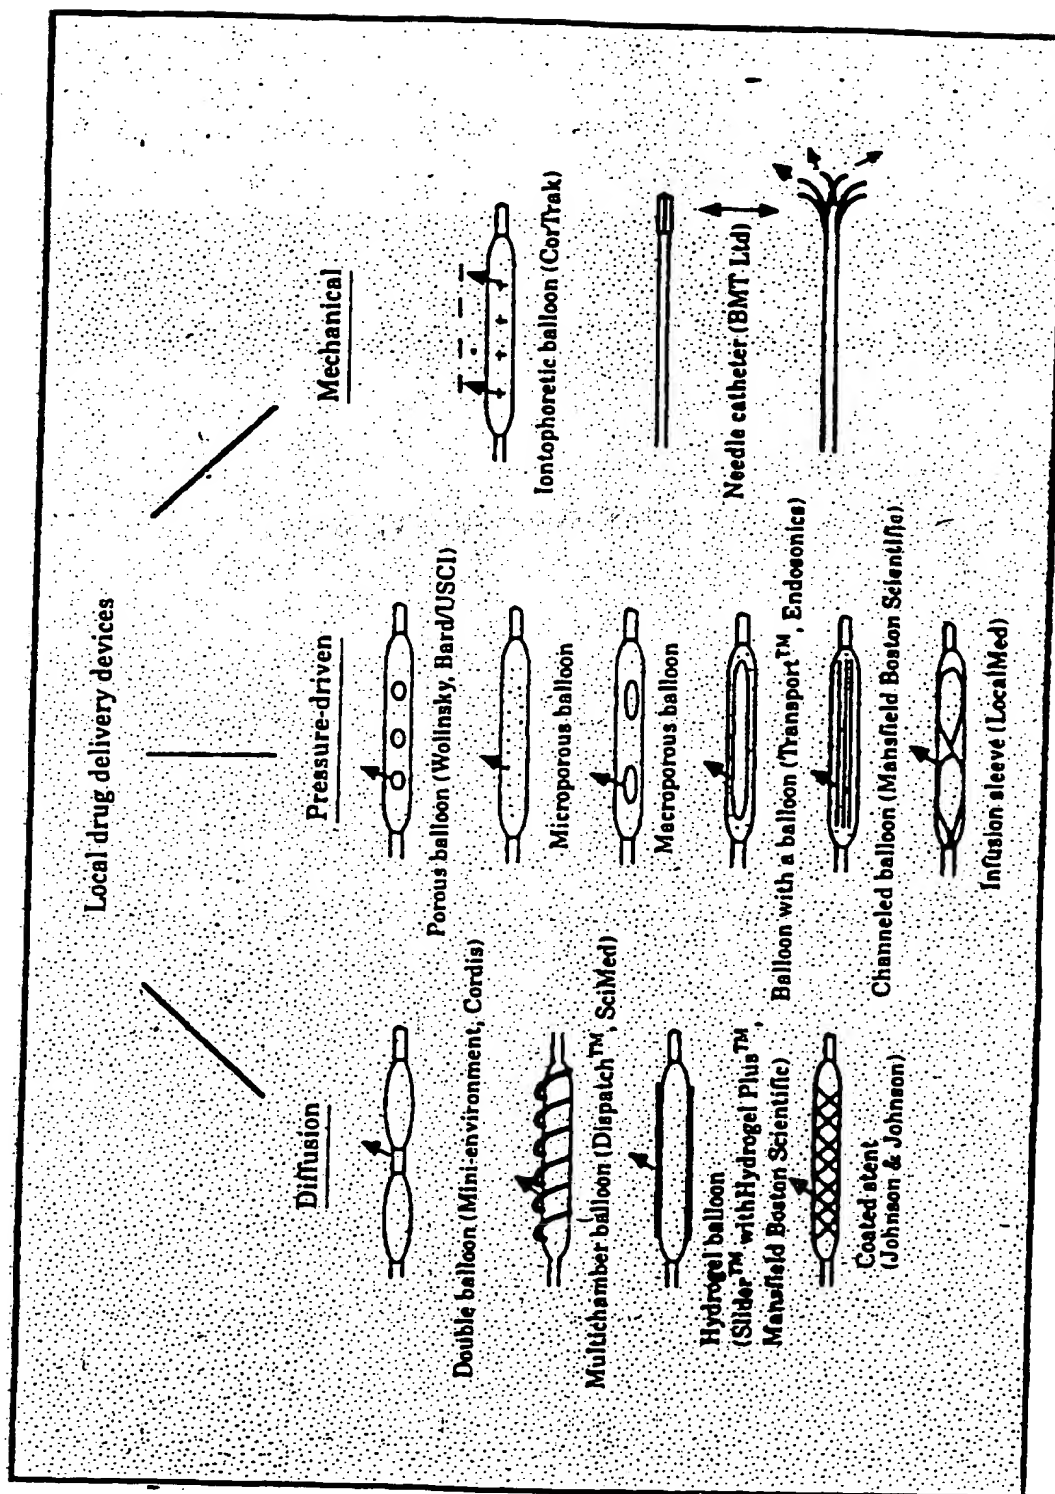 Local drug delivery devices
Diffusion
Double balloon (Mini-environment, Cordis)
Multichamber balloon (Dispatch™, SciMed)
Hydrogel balloon
(Slider™ withHydrogel Plus™,
Mansfield Boston Scientific)
Coated stent
(Johnson & Johnson)
Pressure-driven
Porous balloon (Wolinsky, Bard/USCI)
Microporous balloon
Macroporous balloon
Balloon with a balloon (Transport™, Endosonics)
Channeled balloon (Mansfield Boston Scientific)
Infusion sleeve (LocalMed)
Mechanical
Iontophoretic balloon (CorTrak)
Needle catheter (BMT Ltd)